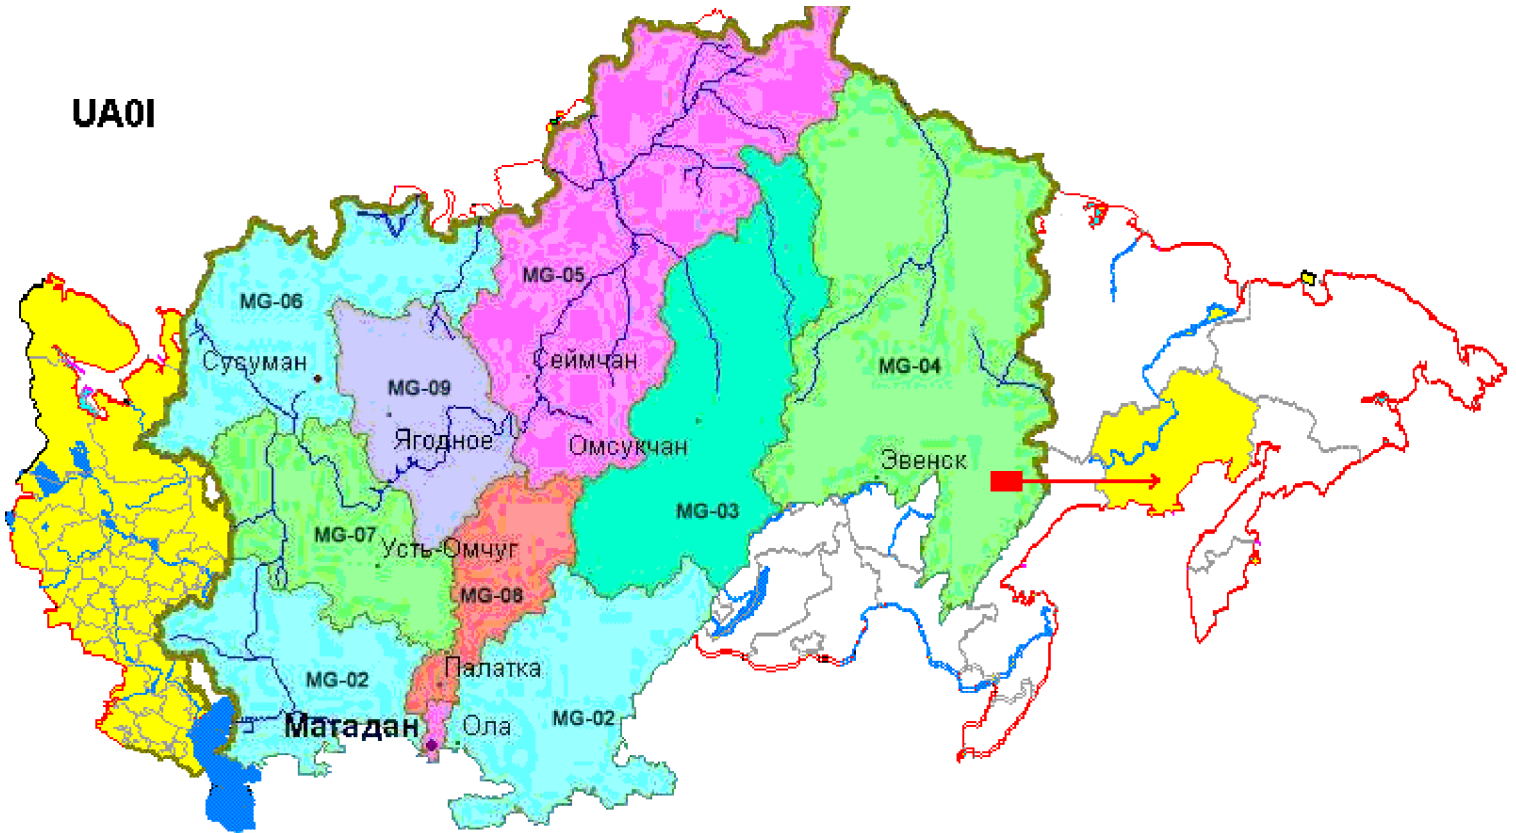 UA0I
MG-05
MG-06
Сусуман
Сеймчан
MG-04
MG-09
Ягодное
Омсукчан
Эвенск
MG-03
MG-07
Усть-Омчуг
MG-08
Палатка
MG-02
MG-02
Матадан
Ола